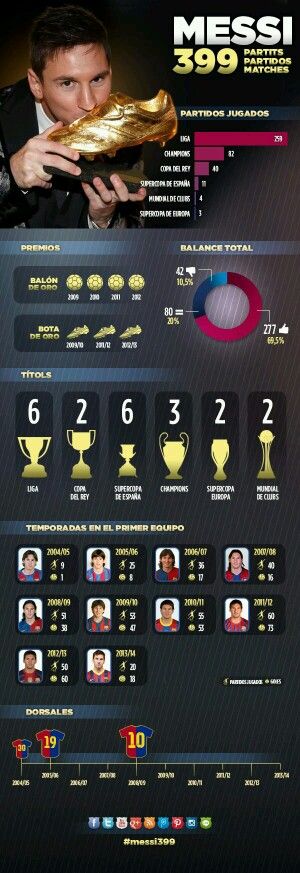 MESSI
399 PARTITS
PARTIDOS
MATCHES
PARTIDOS JUGADOS
LIGA 259
CHAMPIONS 82
COPA DEL REY 40
SUPERCOPA DE ESPAÑA 11
MUNDIAL DE CLUBS 4
SUPERCOPA DE EUROPA 3
PREMIOS
BALÓN DE ORO
2009 2010 2011 2012
BOTA DE ORO
2009/10 2011/12 2012/13
BALANCE TOTAL
42
10,5%
80 =
20%
277
69,5%
TÍTOLS
6 2 6 3 2 2
LIGA
COPA DEL REY
SUPERCOPA DE ESPAÑA
CHAMPIONS
SUPERCOPA EUROPA
MUNDIAL DE CLUBS
TEMPORADAS EN EL PRIMER EQUIPO
2004/05
9
1
2005/06
25
8
2006/07
36
17
2007/08
40
16
2008/09
51
38
2009/10
53
47
2010/11
55
53
2011/12
60
73
2012/13
50
60
2013/14
20
18
PARTIDOS JUGADOS GOLES
DORSALES
30 19 10
2004/05 2005/06 2006/07 2007/08 2008/09 2009/10 2010/11 2011/12 2012/13 2013/14
#messi399